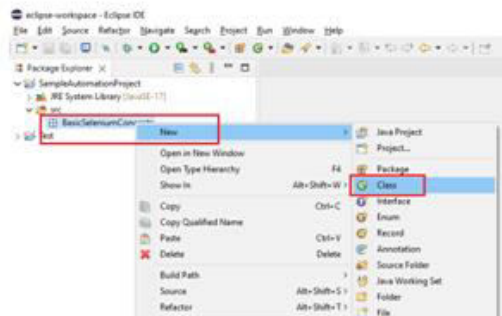 eclipse-workspace - Eclipse IDE
File Edit Source Refactor Navigate Search Project Run Window Help
Package Explorer
SampleAutomationProject
JRE System Library [JavaSE-17]
src
BasicSeleniumConcepts
New
Open in New Window
Open Type Hierarchy F4
Show In Alt+Shift+W
Copy Ctrl+C
Copy Qualified Name
Paste Ctrl+V
Delete Delete
Build Path
Source Alt+Shift+S
Refactor Alt+Shift+T
Java Project
Project...
Package
Class
Interface
Enum
Record
Annotation
Source Folder
Java Working Set
Folder
File